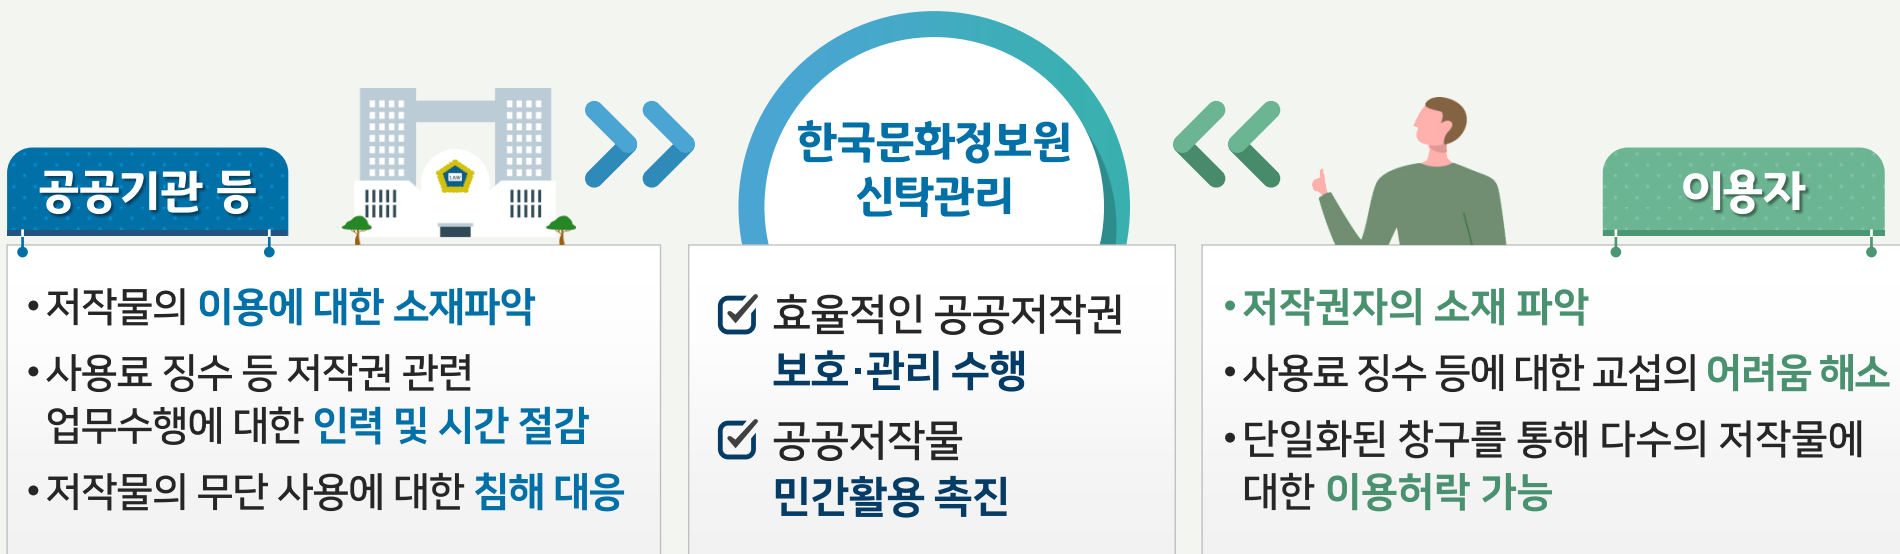 공공기관 등
• 저작물의 이용에 대한 소재파악
• 사용료 징수 등 저작권 관련
업무수행에 대한 인력 및 시간 절감
• 저작물의 무단 사용에 대한 침해 대응
한국문화정보원
신탁관리
효율적인 공공저작권
보호·관리 수행
공공저작물
민간활용 촉진
이용자
• 저작권자의 소재 파악
• 사용료 징수 등에 대한 교섭의 어려움 해소
• 단일화된 창구를 통해 다수의 저작물에
대한 이용허락 가능